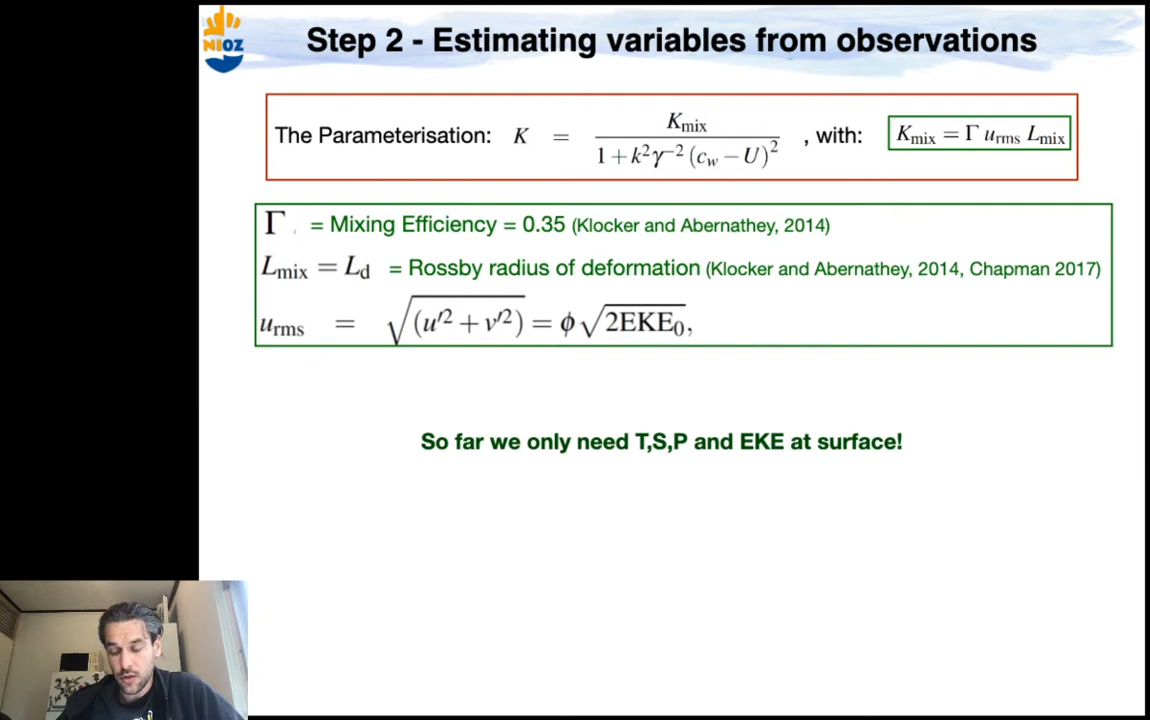 NIOZ
Step 2 - Estimating variables from observations
The Parameterisation: K = K_mix / (1 + k²γ⁻² (c_w − U)²) , with: K_mix = Γ u_rms L_mix
Γ = Mixing Efficiency = 0.35 (Klocker and Abernathey, 2014)
L_mix = L_d = Rossby radius of deformation (Klocker and Abernathey, 2014, Chapman 2017)
u_rms = √(u′² + v′²) = ϕ√2EKE₀,
So far we only need T,S,P and EKE at surface!